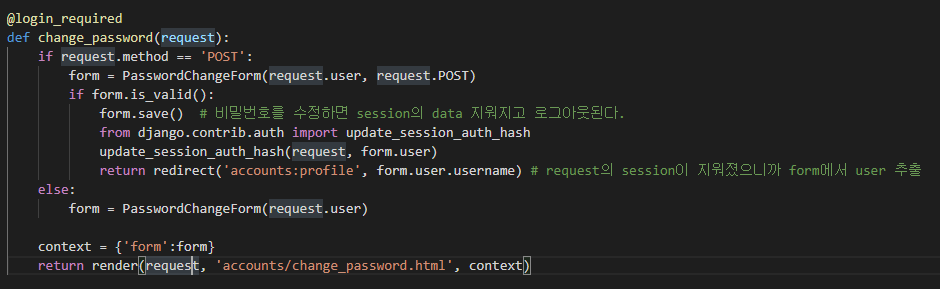 @login_required
def change_password(request):
    if request.method == 'POST':
        form = PasswordChangeForm(request.user, request.POST)
        if form.is_valid():
            form.save()  # 비밀번호를 수정하면 session의 data 지워지고 로그아웃된다.
            from django.contrib.auth import update_session_auth_hash
            update_session_auth_hash(request, form.user)
            return redirect('accounts:profile', form.user.username) # request의 session이 지워졌으니까 form에서 user 추출
    else:
        form = PasswordChangeForm(request.user)
    context = {'form':form}
    return render(request, 'accounts/change_password.html', context)